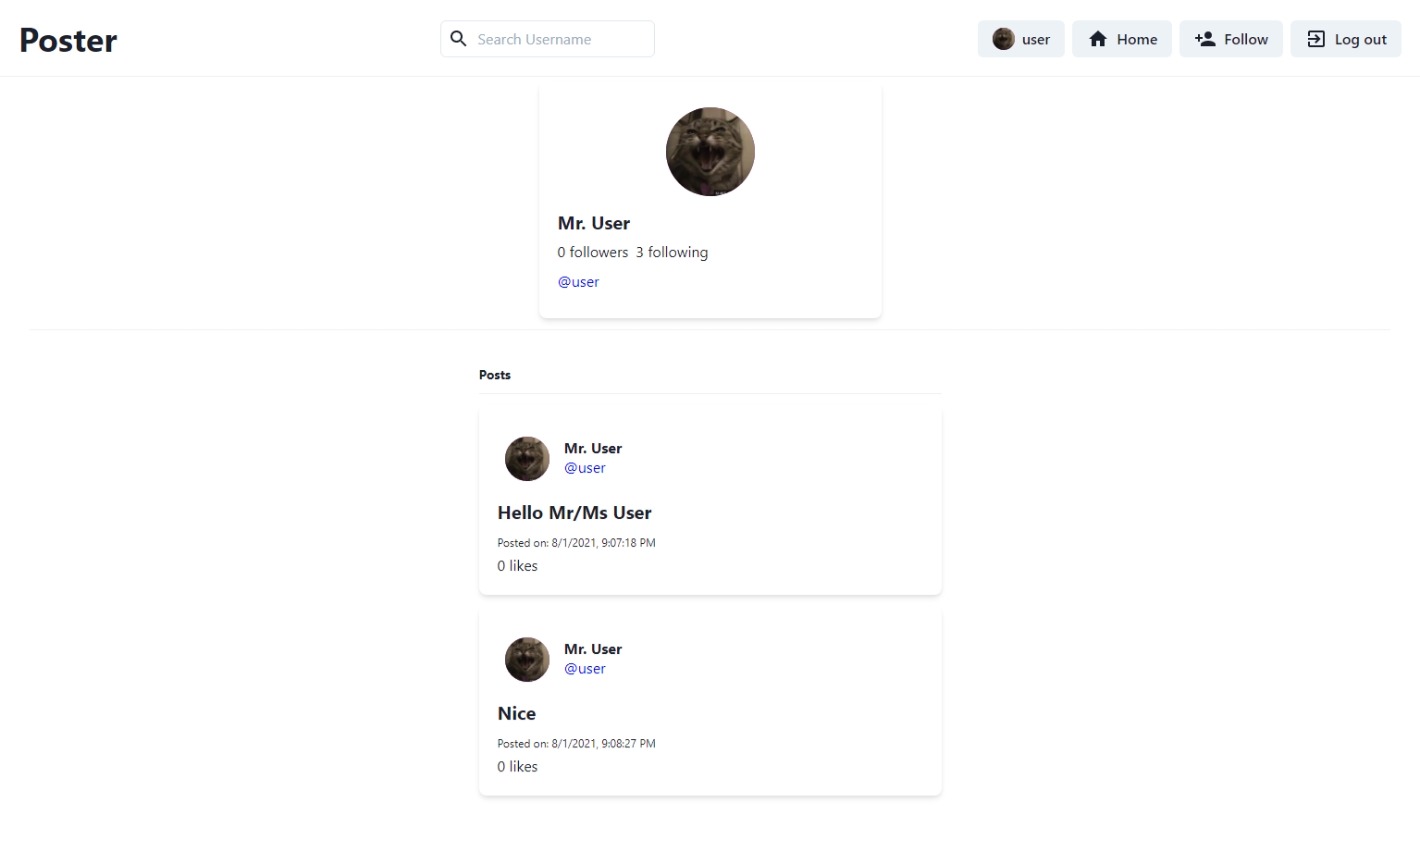 Poster
Search Username
user
Home
Follow
Log out
Mr. User
0 followers 3 following
@user
Posts
Mr. User
@user
Hello Mr/Ms User
Posted on: 8/1/2021, 9:07:18 PM
0 likes
Mr. User
@user
Nice
Posted on: 8/1/2021, 9:08:27 PM
0 likes